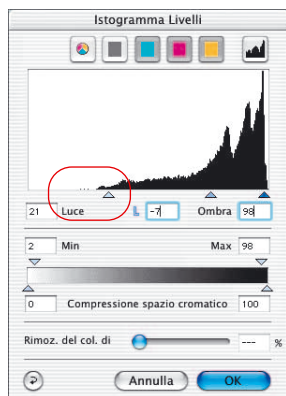 Istogramma Livelli
21 Luce L -7 Ombra 98
2 Min Max 98
0 Compressione spazio cromatico 100
Rimoz. del col. di --- %
Annulla OK